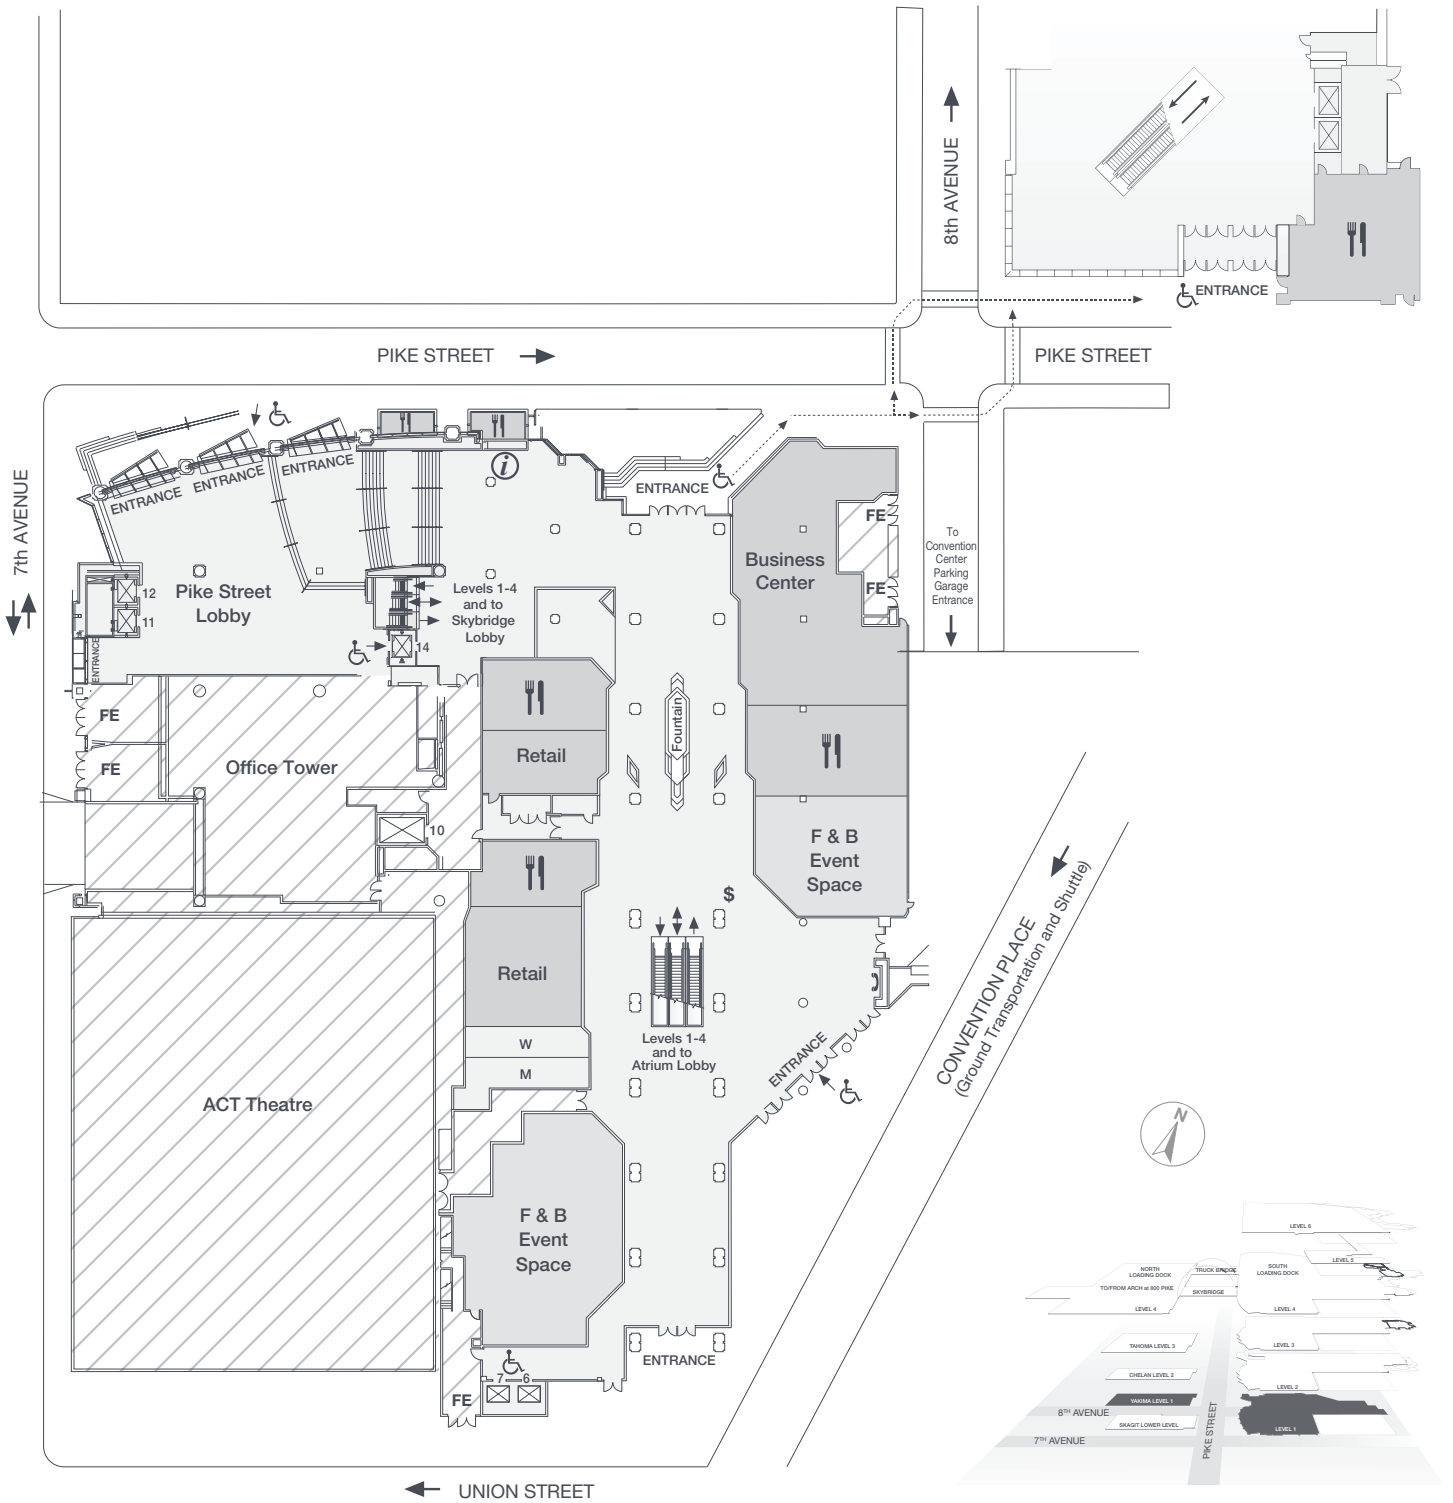 8th AVENUE
ENTRANCE
PIKE STREET
PIKE STREET
7th AVENUE
ENTRANCE
ENTRANCE
ENTRANCE
i
ENTRANCE
FE
FE
To
Convention
Center
Parking
Garage
Entrance
Business
Center
12
11
Pike Street
Lobby
Levels 1-4
and to
Skybridge
Lobby
14
ENTRANCE
FE
FE
Office Tower
Retail
Fountain
10
F & B
Event
Space
$
Retail
W
M
Levels 1-4
and to
Atrium Lobby
ENTRANCE
CONVENTION PLACE
(Ground Transportation and Shuttle)
ACT Theatre
F & B
Event
Space
ENTRANCE
7 6
FE
UNION STREET
N
LEVEL 6
LEVEL 5
NORTH
LOADING DOCK
TRUCK BRIDGE
SOUTH
LOADING DOCK
TO/FROM ARCH at 800 PIKE
SKYBRIDGE
LEVEL 4
LEVEL 4
TAHOMA LEVEL 3
LEVEL 3
CHELAN LEVEL 2
LEVEL 2
YAKIMA LEVEL 1
8TH AVENUE
SKAGIT LOWER LEVEL
LEVEL 1
7TH AVENUE
PIKE STREET